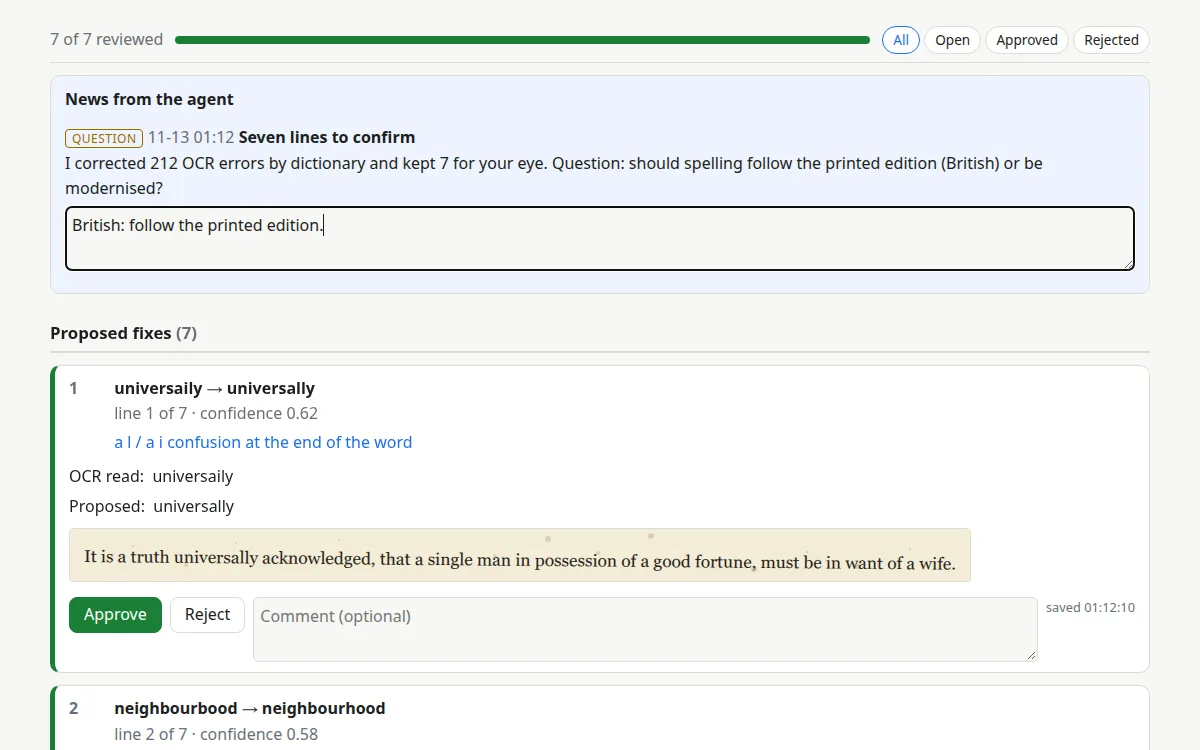 7 of 7 reviewed
All
Open
Approved
Rejected
News from the agent
QUESTION 11-13 01:12 Seven lines to confirm
I corrected 212 OCR errors by dictionary and kept 7 for your eye. Question: should spelling follow the printed edition (British) or be
modernised?
British: follow the printed edition.
Proposed fixes (7)
1 universaily → universally
line 1 of 7 · confidence 0.62
a l / a i confusion at the end of the word
OCR read: universaily
Proposed: universally
It is a truth universally acknowledged, that a single man in possession of a good fortune, must be in want of a wife.
Approve
Reject
Comment (optional)
saved 01:12:10
2 neighbourbood → neighbourhood
line 2 of 7 · confidence 0.58